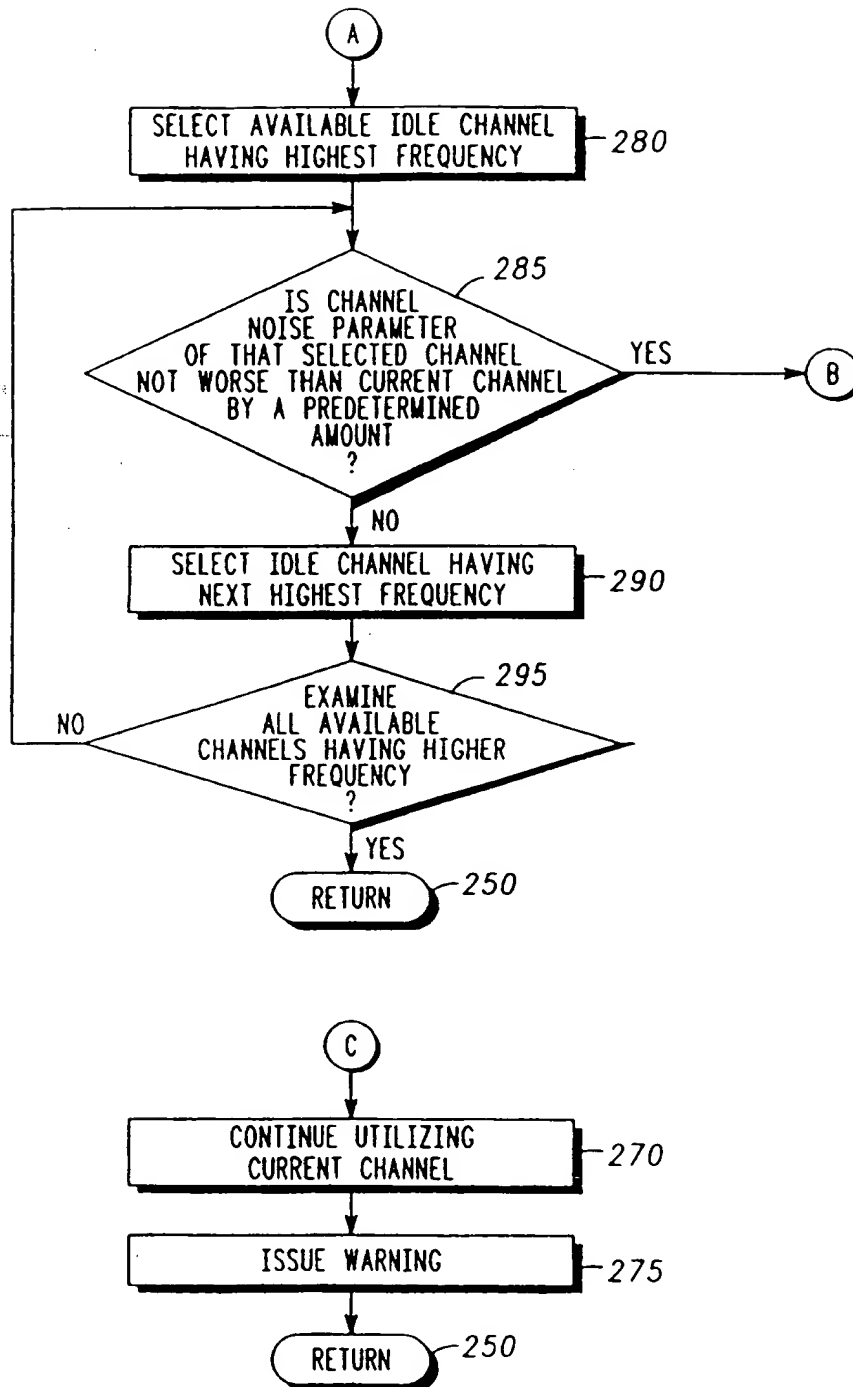 A
SELECT AVAILABLE IDLE CHANNEL
HAVING HIGHEST FREQUENCY
280
285
IS CHANNEL
NOISE PARAMETER
OF THAT SELECTED CHANNEL
NOT WORSE THAN CURRENT CHANNEL
BY A PREDETERMINED
AMOUNT
?
YES
B
NO
SELECT IDLE CHANNEL HAVING
NEXT HIGHEST FREQUENCY
290
295
EXAMINE
ALL AVAILABLE
CHANNELS HAVING HIGHER
FREQUENCY
?
NO
YES
RETURN
250
C
CONTINUE UTILIZING
CURRENT CHANNEL
270
ISSUE WARNING
275
RETURN
250